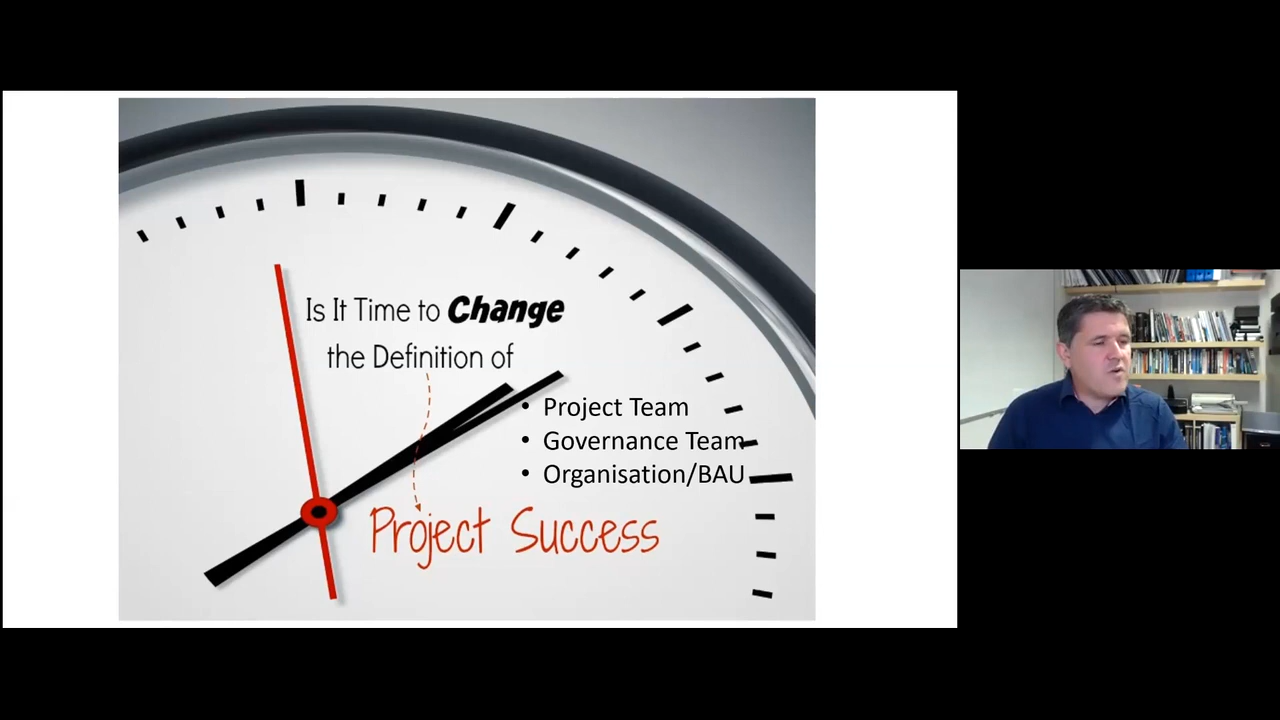 Is It Time to Change
the Definition of
• Project Team
• Governance Team
• Organisation/BAU
Project Success